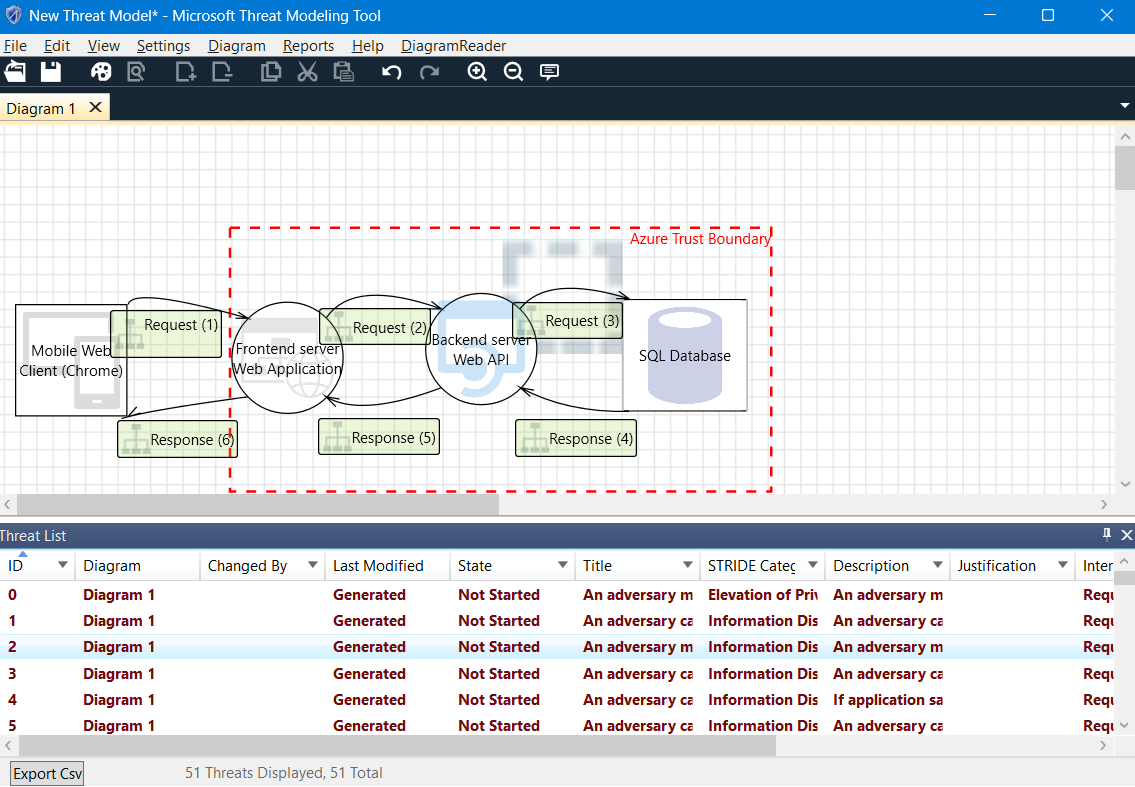 New Threat Model* - Microsoft Threat Modeling Tool
File Edit View Settings Diagram Reports Help DiagramReader
Diagram 1
Azure Trust Boundary
Request (1)
Mobile Web
Client (Chrome)
Frontend server
Web Application
Request (2)
Backend server
Web API
Request (3)
SQL Database
Response (6)
Response (5)
Response (4)
Threat List
ID Diagram Changed By Last Modified State Title STRIDE Categ Description Justification Inter
0 Diagram 1 Generated Not Started An adversary m Elevation of Priv An adversary m Requ
1 Diagram 1 Generated Not Started An adversary ca Information Dis An adversary ca Requ
2 Diagram 1 Generated Not Started An adversary m Information Dis An adversary m Requ
3 Diagram 1 Generated Not Started An adversary ca Information Dis An adversary ca Requ
4 Diagram 1 Generated Not Started An adversary ca Information Dis If application sa Requ
5 Diagram 1 Generated Not Started An adversary ca Information Dis An adversary ca Requ
Export Csv 51 Threats Displayed, 51 Total